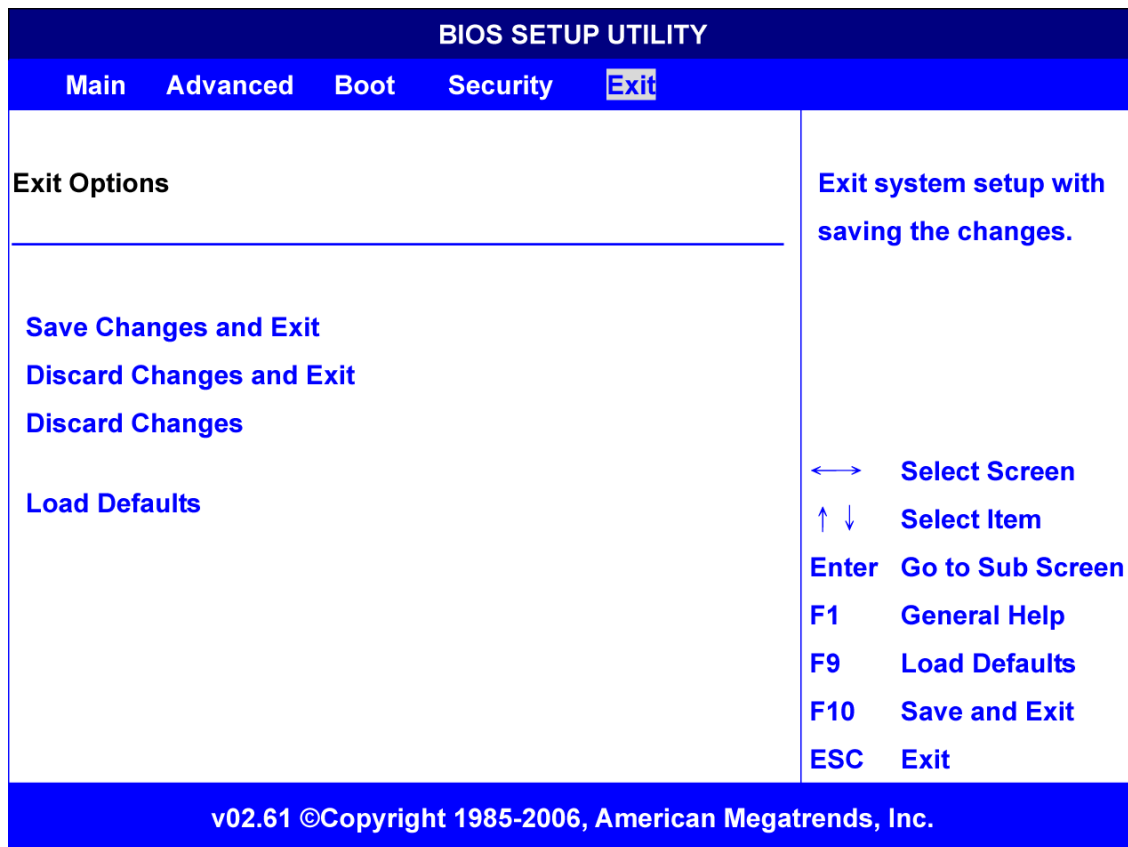 BIOS SETUP UTILITY
Main Advanced Boot Security Exit
Exit Options
Save Changes and Exit
Discard Changes and Exit
Discard Changes
Load Defaults
Exit system setup with
saving the changes.
←→ Select Screen
↑↓ Select Item
Enter Go to Sub Screen
F1 General Help
F9 Load Defaults
F10 Save and Exit
ESC Exit
v02.61 ©Copyright 1985-2006, American Megatrends, Inc.